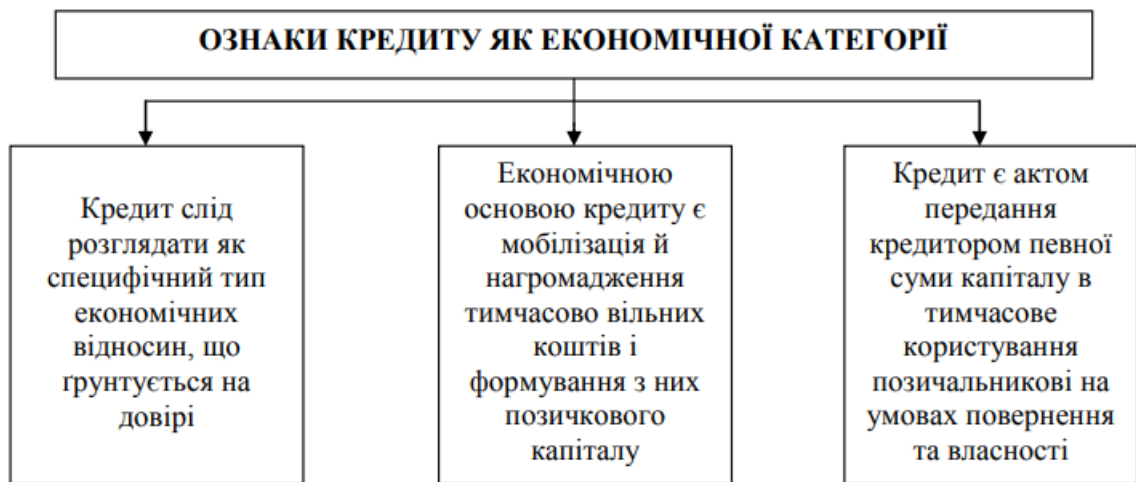 ОЗНАКИ КРЕДИТУ ЯК ЕКОНОМІЧНОЇ КАТЕГОРІЇ
Кредит слід
розглядати як
специфічний тип
економічних
відносин, що
ґрунтується на
довірі
Економічною
основою кредиту є
мобілізація й
нагромадження
тимчасово вільних
коштів і
формування з них
позичкового
капіталу
Кредит є актом
передання
кредитором певної
суми капіталу в
тимчасове
користування
позичальникові на
умовах повернення
та власності